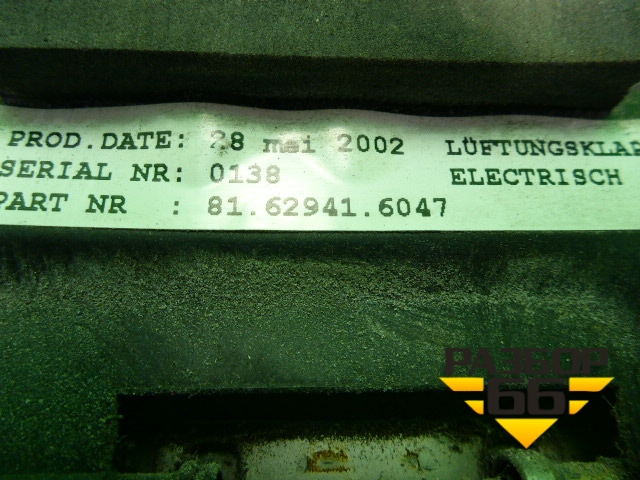 PROD.DATE: 28 mei 2002 LÜFTUNGSKLAP
SERIAL NR: 0138 ELECTRISCH
PART NR : 81.62941.6047
РАЗБОР
66